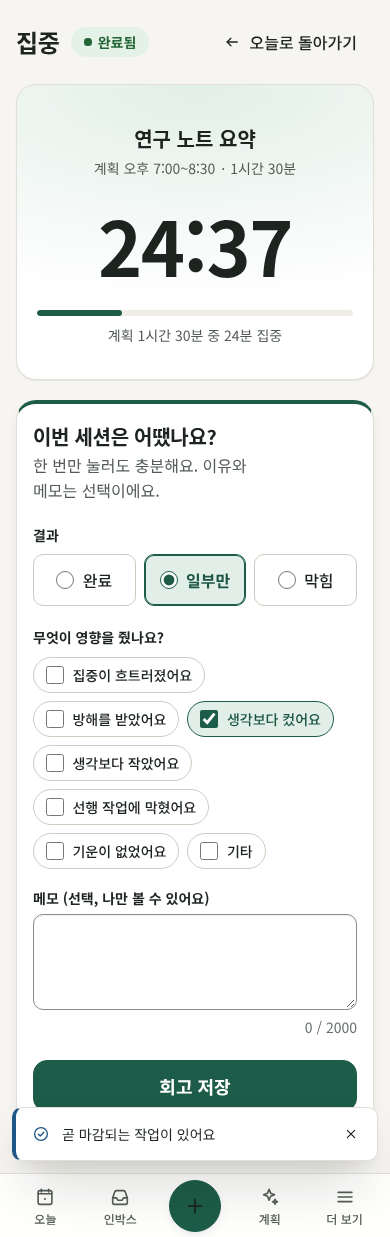 집중
완료됨
← 오늘로 돌아가기
연구 노트 요약
계획 오후 7:00~8:30 · 1시간 30분
24:37
계획 1시간 30분 중 24분 집중
이번 세션은 어땠나요?
한 번만 눌러도 충분해요. 이유와
메모는 선택이에요.
결과
완료 일부만 막힘
무엇이 영향을 줬나요?
집중이 흐트러졌어요
방해를 받았어요 생각보다 컸어요
생각보다 작았어요
선행 작업에 막혔어요
기운이 없었어요 기타
메모 (선택, 나만 볼 수 있어요)
0 / 2000
회고 저장
곧 마감되는 작업이 있어요
오늘 인박스 계획 더 보기